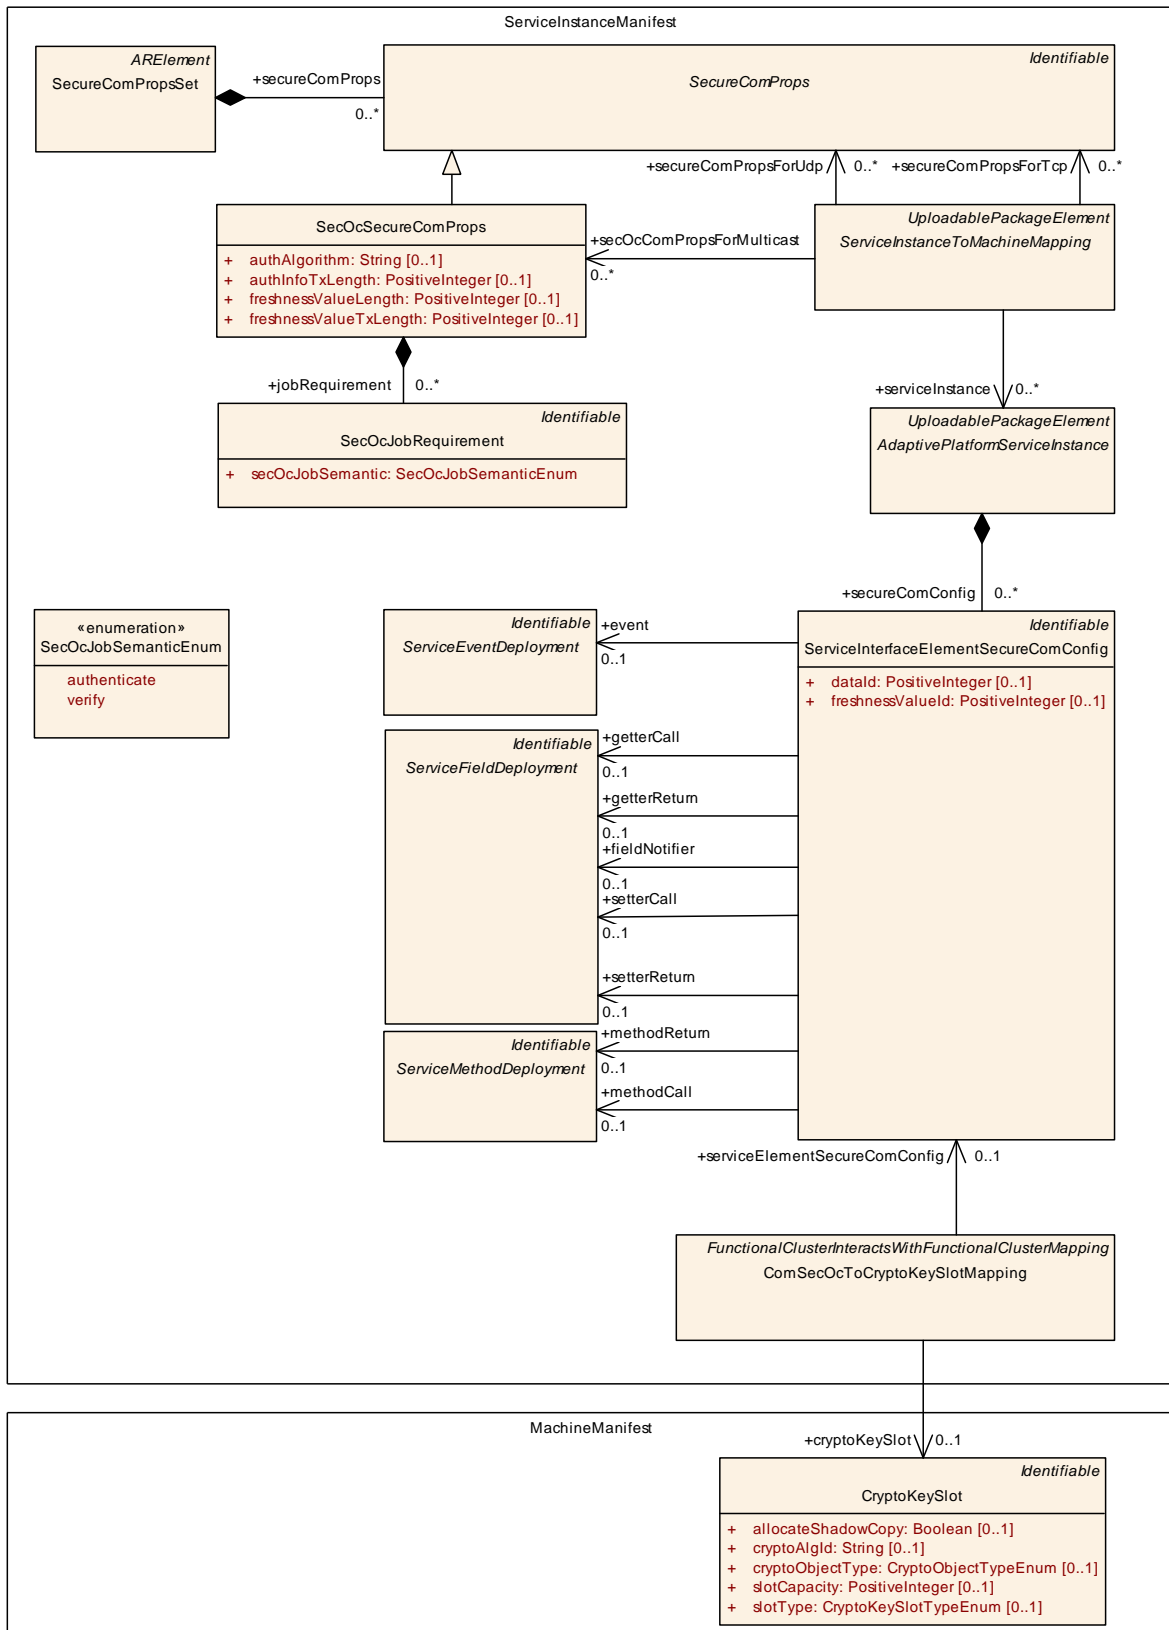 ServiceInstanceManifest
ARElement
SecureComPropsSet
+secureComProps
0..*
Identifiable
SecureComProps
+secureComPropsForUdp
0..*
+secureComPropsForTcp
0..*
SecOcSecureComProps
+ authAlgorithm: String [0..1]
+ authInfoTxLength: PositiveInteger [0..1]
+ freshnessValueLength: PositiveInteger [0..1]
+ freshnessValueTxLength: PositiveInteger [0..1]
+secOcComPropsForMulticast
0..*
UploadablePackageElement
ServiceInstanceToMachineMapping
+jobRequirement
0..*
+serviceInstance
0..*
Identifiable
SecOcJobRequirement
+ secOcJobSemantic: SecOcJobSemanticEnum
UploadablePackageElement
AdaptivePlatformServiceInstance
+secureComConfig
0..*
«enumeration»
SecOcJobSemanticEnum
authenticate
verify
Identifiable
ServiceEventDeployment
+event
0..1
Identifiable
ServiceInterfaceElementSecureComConfig
+ dataId: PositiveInteger [0..1]
+ freshnessValueId: PositiveInteger [0..1]
Identifiable
ServiceFieldDeployment
+getterCall
0..1
+getterReturn
0..1
+fieldNotifier
0..1
+setterCall
0..1
+setterReturn
0..1
Identifiable
ServiceMethodDeployment
+methodReturn
0..1
+methodCall
0..1
+serviceElementSecureComConfig
0..1
FunctionalClusterInteractsWithFunctionalClusterMapping
ComSecOcToCryptoKeySlotMapping
MachineManifest
+cryptoKeySlot
0..1
Identifiable
CryptoKeySlot
+ allocateShadowCopy: Boolean [0..1]
+ cryptoAlgId: String [0..1]
+ cryptoObjectType: CryptoObjectTypeEnum [0..1]
+ slotCapacity: PositiveInteger [0..1]
+ slotType: CryptoKeySlotTypeEnum [0..1]